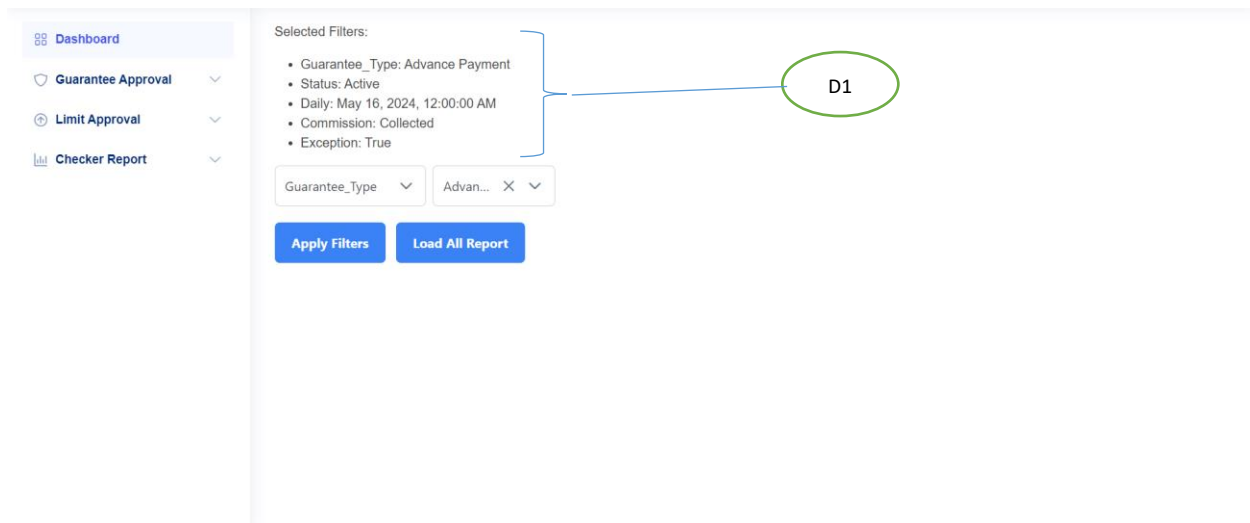 Dashboard
Guarantee Approval
Limit Approval
Checker Report
Selected Filters:
• Guarantee_Type: Advance Payment
• Status: Active
• Daily: May 16, 2024, 12:00:00 AM
• Commission: Collected
• Exception: True
Guarantee_Type
Advan...
Apply Filters
Load All Report
D1